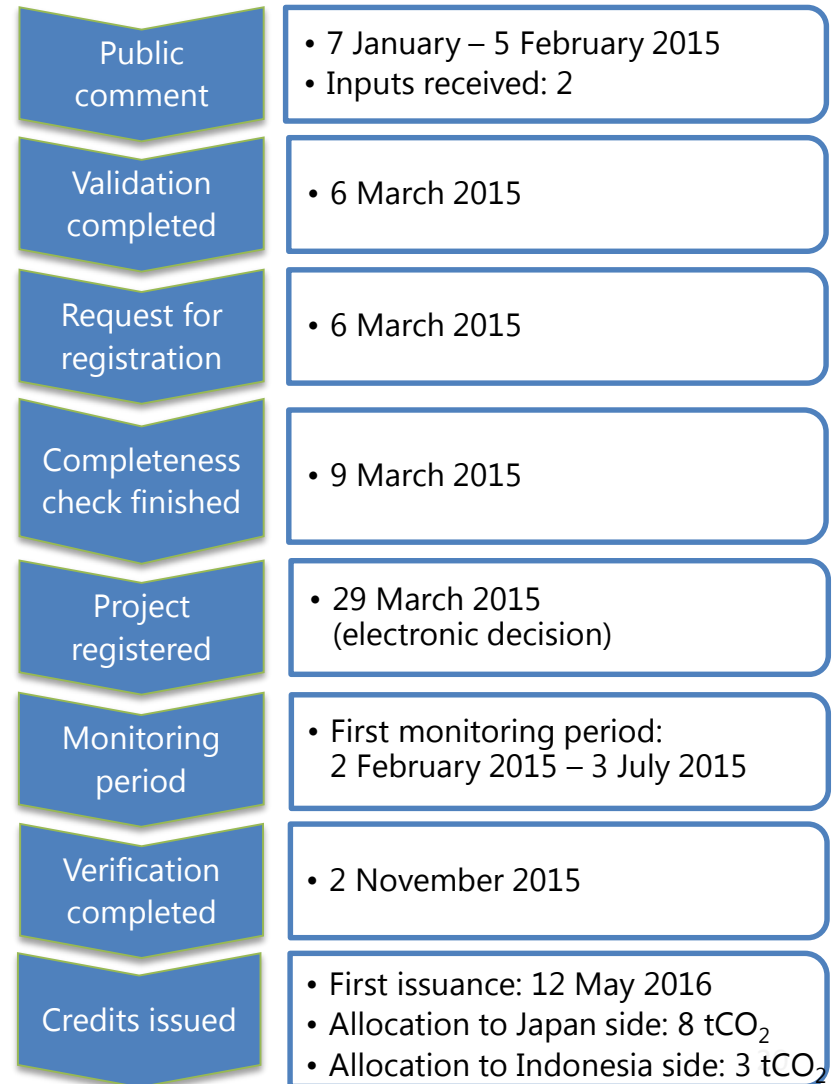 Public
comment
• 7 January – 5 February 2015
• Inputs received: 2
Validation
completed
• 6 March 2015
Request for
registration
• 6 March 2015
Completeness
check finished
• 9 March 2015
Project
registered
• 29 March 2015
(electronic decision)
Monitoring
period
• First monitoring period:
2 February 2015 – 3 July 2015
Verification
completed
• 2 November 2015
Credits issued
• First issuance: 12 May 2016
• Allocation to Japan side: 8 tCO₂
• Allocation to Indonesia side: 3 tCO₂